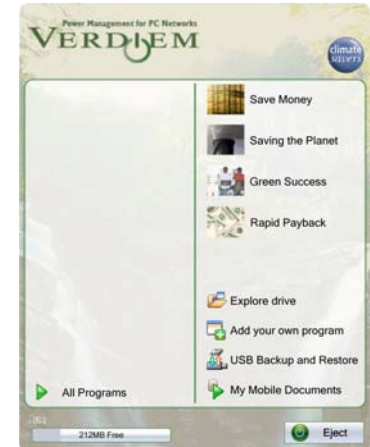 Power Management for PC Networks
VERDIEM
climate
savers
Save Money
Saving the Planet
Green Success
Rapid Payback
Explore drive
Add your own program
USB Backup and Restore
My Mobile Documents
All Programs
212MB Free
Eject